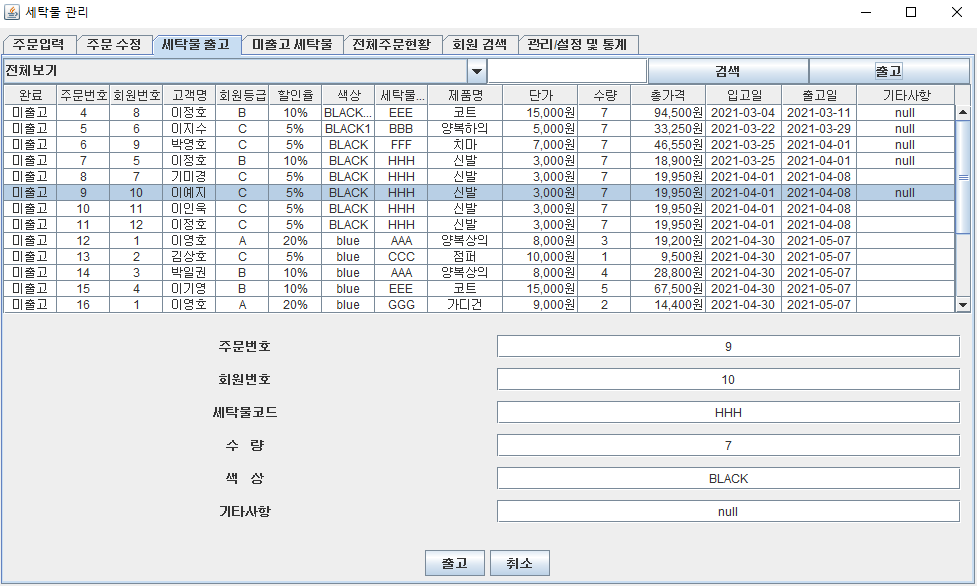 세탁물 관리
주문입력 주문 수정 세탁물 출고 미출고 세탁물 전체주문현황 회원 검색 관리/설정 및 통계
전체보기 검색 출고
완료 주문번호 회원번호 고객명 회원등급 할인율 색상 세탁물... 제품명 단가 수량 총가격 입고일 출고일 기타사항
미출고 4 8 이정호 B 10% BLACK... EEE 코트 15,000원 7 94,500원 2021-03-04 2021-03-11 null
미출고 5 6 이지수 C 5% BLACK1 BBB 양복하의 5,000원 7 33,250원 2021-03-22 2021-03-29 null
미출고 6 9 박영호 C 5% BLACK FFF 치마 7,000원 7 46,550원 2021-03-25 2021-04-01 null
미출고 7 5 이정호 B 10% BLACK HHH 신발 3,000원 7 18,900원 2021-03-25 2021-04-01 null
미출고 8 7 기미경 C 5% BLACK HHH 신발 3,000원 7 19,950원 2021-04-01 2021-04-08
미출고 9 10 이예지 C 5% BLACK HHH 신발 3,000원 7 19,950원 2021-04-01 2021-04-08 null
미출고 10 11 이인욱 C 5% BLACK HHH 신발 3,000원 7 19,950원 2021-04-01 2021-04-08
미출고 11 12 이정호 C 5% BLACK HHH 신발 3,000원 7 19,950원 2021-04-01 2021-04-08
미출고 12 1 이영호 A 20% blue AAA 양복상의 8,000원 3 19,200원 2021-04-30 2021-05-07
미출고 13 2 김상호 C 5% blue CCC 점퍼 10,000원 1 9,500원 2021-04-30 2021-05-07
미출고 14 3 박일권 B 10% blue AAA 양복상의 8,000원 4 28,800원 2021-04-30 2021-05-07
미출고 15 4 이기영 B 10% blue EEE 코트 15,000원 5 67,500원 2021-04-30 2021-05-07
미출고 16 1 이영호 A 20% blue GGG 가디건 9,000원 2 14,400원 2021-04-30 2021-05-07
주문번호 9
회원번호 10
세탁물코드 HHH
수 량 7
색 상 BLACK
기타사항 null
출고 취소